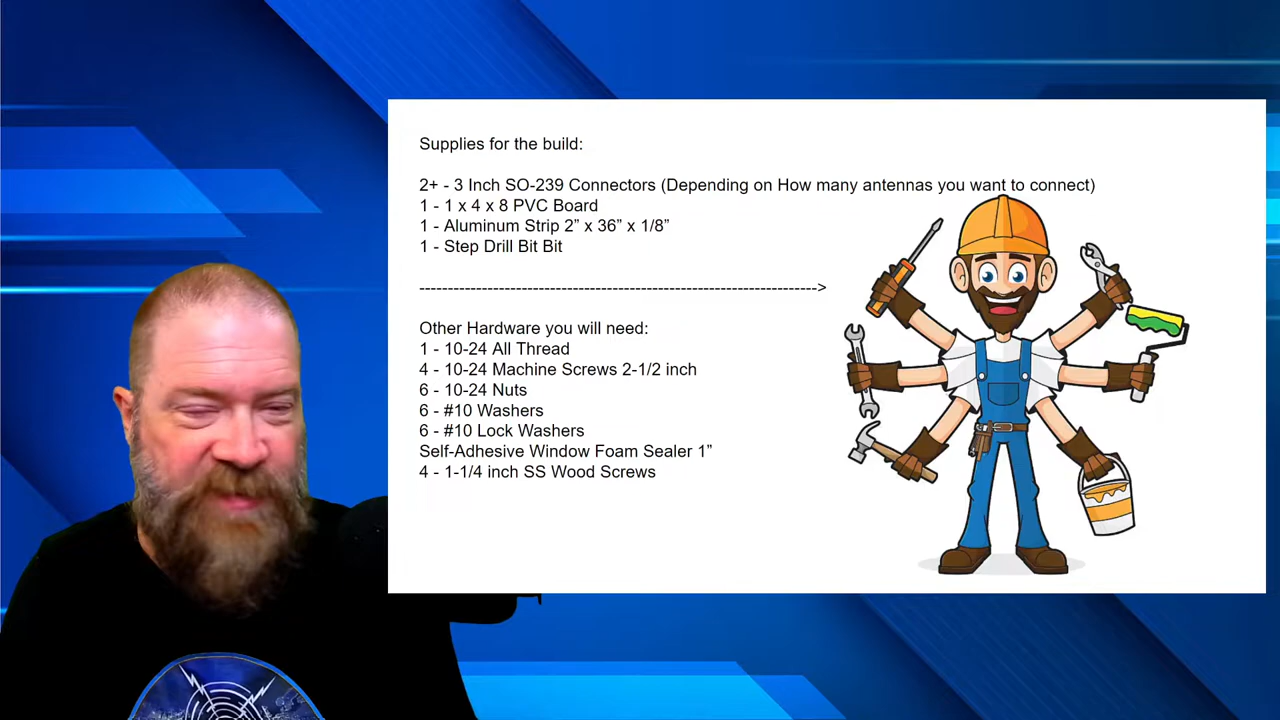 Supplies for the build:
2+ - 3 Inch SO-239 Connectors (Depending on How many antennas you want to connect)
1 - 1 x 4 x 8 PVC Board
1 - Aluminum Strip 2” x 36” x 1/8”
1 - Step Drill Bit Bit
------------------------------------------------------------------->
Other Hardware you will need:
1 - 10-24 All Thread
4 - 10-24 Machine Screws 2-1/2 inch
6 - 10-24 Nuts
6 - #10 Washers
6 - #10 Lock Washers
Self-Adhesive Window Foam Sealer 1”
4 - 1-1/4 inch SS Wood Screws